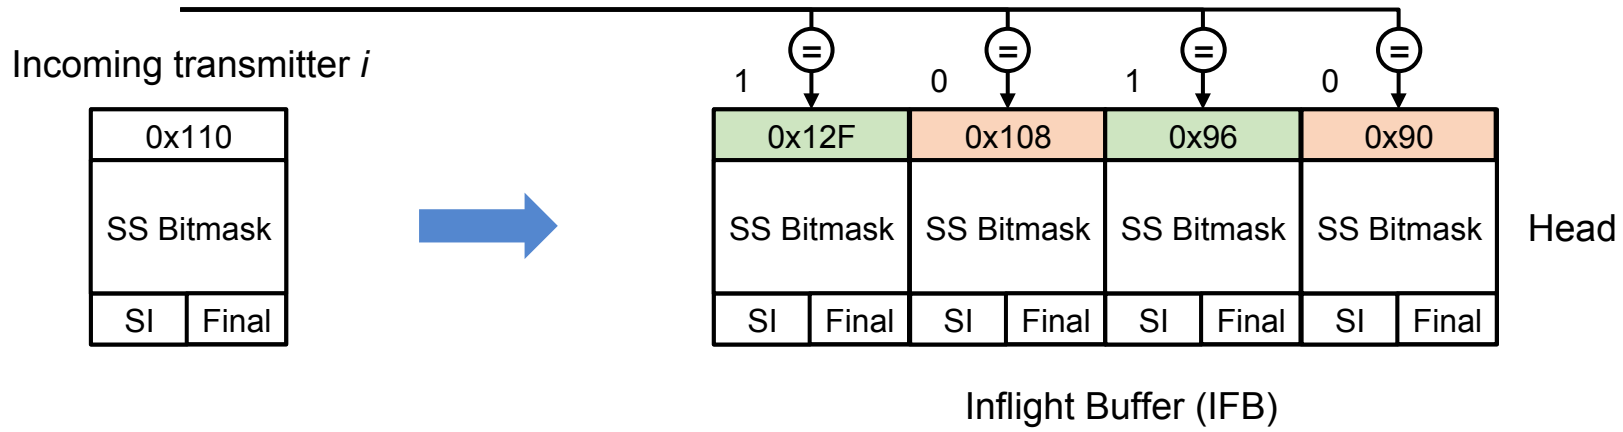 = = = =
Incoming transmitter i
1 0 1 0
0x110
0x12F 0x108 0x96 0x90
SS Bitmask
SS Bitmask SS Bitmask SS Bitmask SS Bitmask
Head
SI Final
SI Final SI Final SI Final SI Final
Inflight Buffer (IFB)